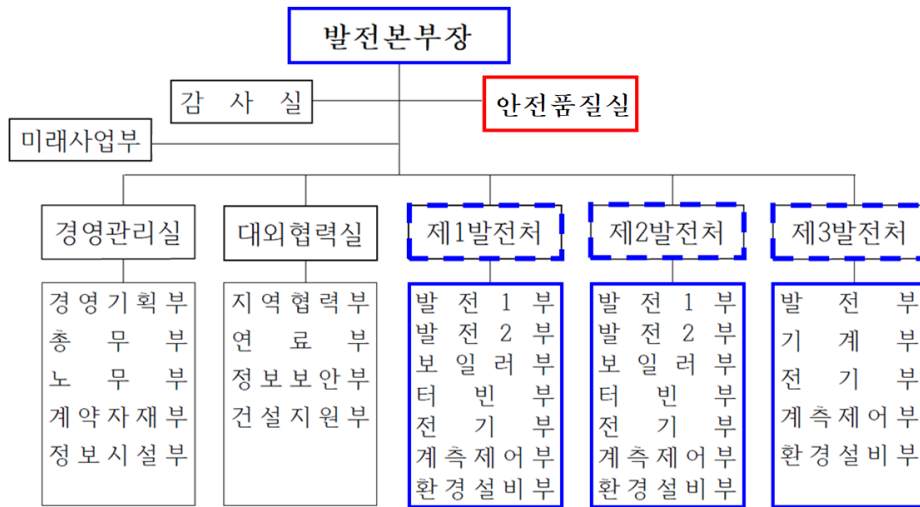 발전본부장
감 사 실
안전품질실
미래사업부
경영관리실
대외협력실
제1발전처
제2발전처
제3발전처
경영기획부
총 무 부
노 무 부
계약자재부
정보시설부
지역협력부
연 료 부
정보보안부
건설지원부
발 전 1 부
발 전 2 부
보 일 러 부
터 빈 부
전 기 부
계측제어부
환경설비부
발 전 1 부
발 전 2 부
보 일 러 부
터 빈 부
전 기 부
계측제어부
환경설비부
발 전 부
기 계 부
전 기 부
계측제어부
환경설비부